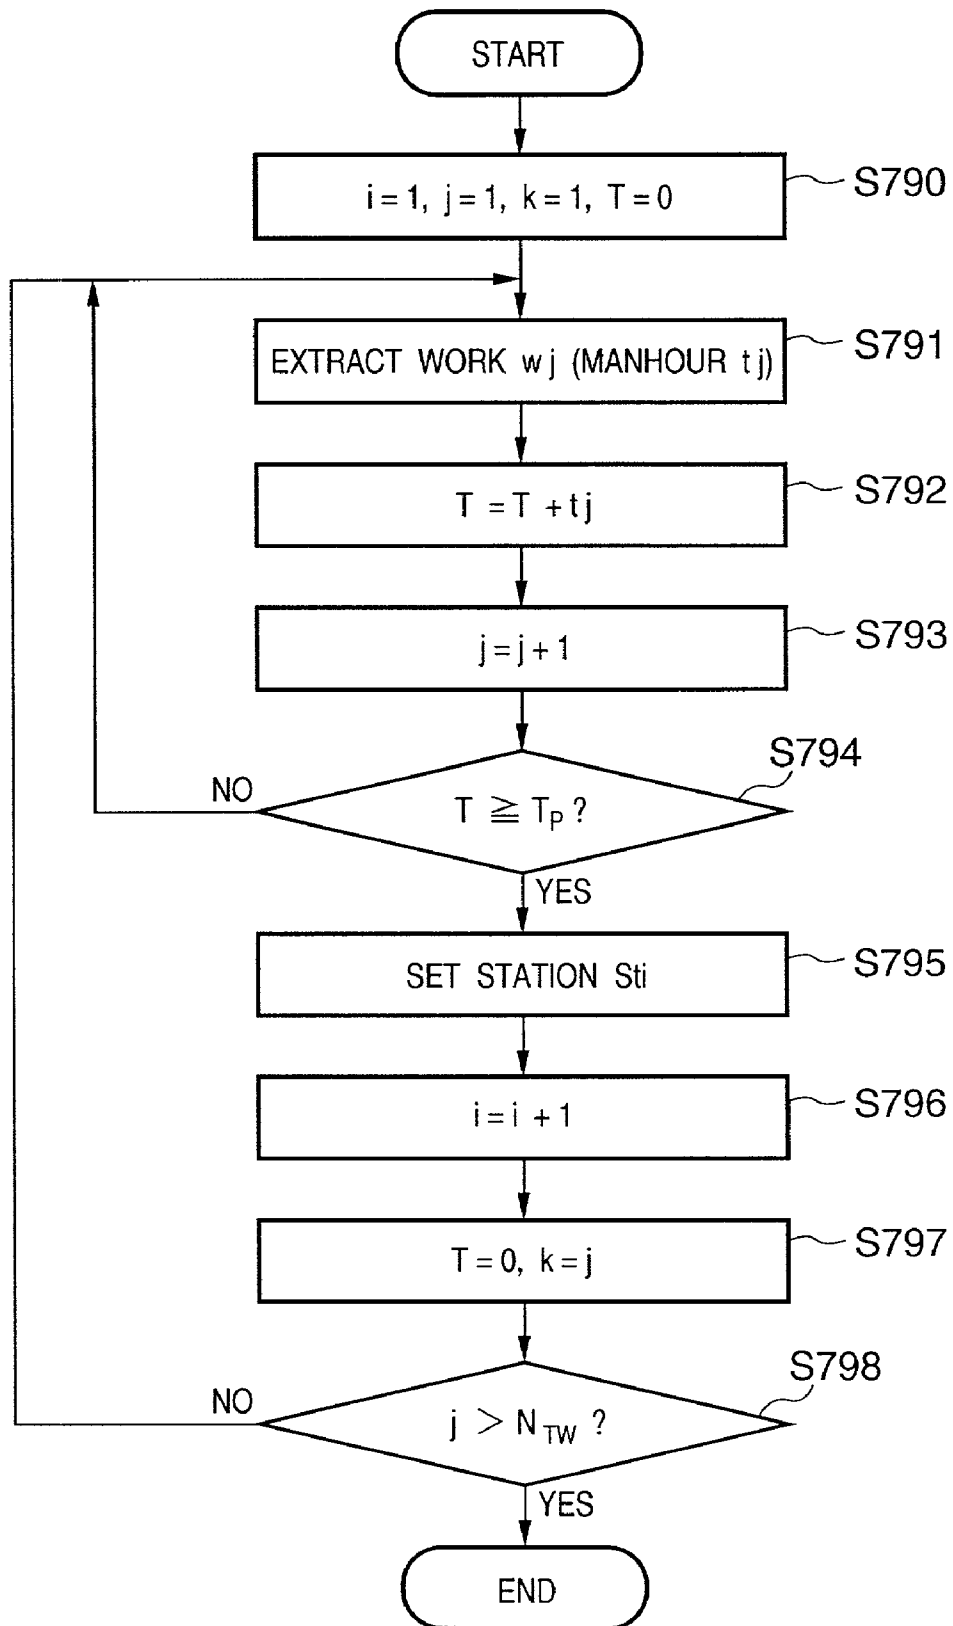 START
i=1, j=1, k=1, T=0
S790
EXTRACT WORK wj (MANHOUR tj)
S791
T=T+tj
S792
j=j+1
S793
S794
NO
T ≧ TP ?
YES
SET STATION Sti
S795
i=i+1
S796
T=0, k=j
S797
S798
NO
j > NTW ?
YES
END